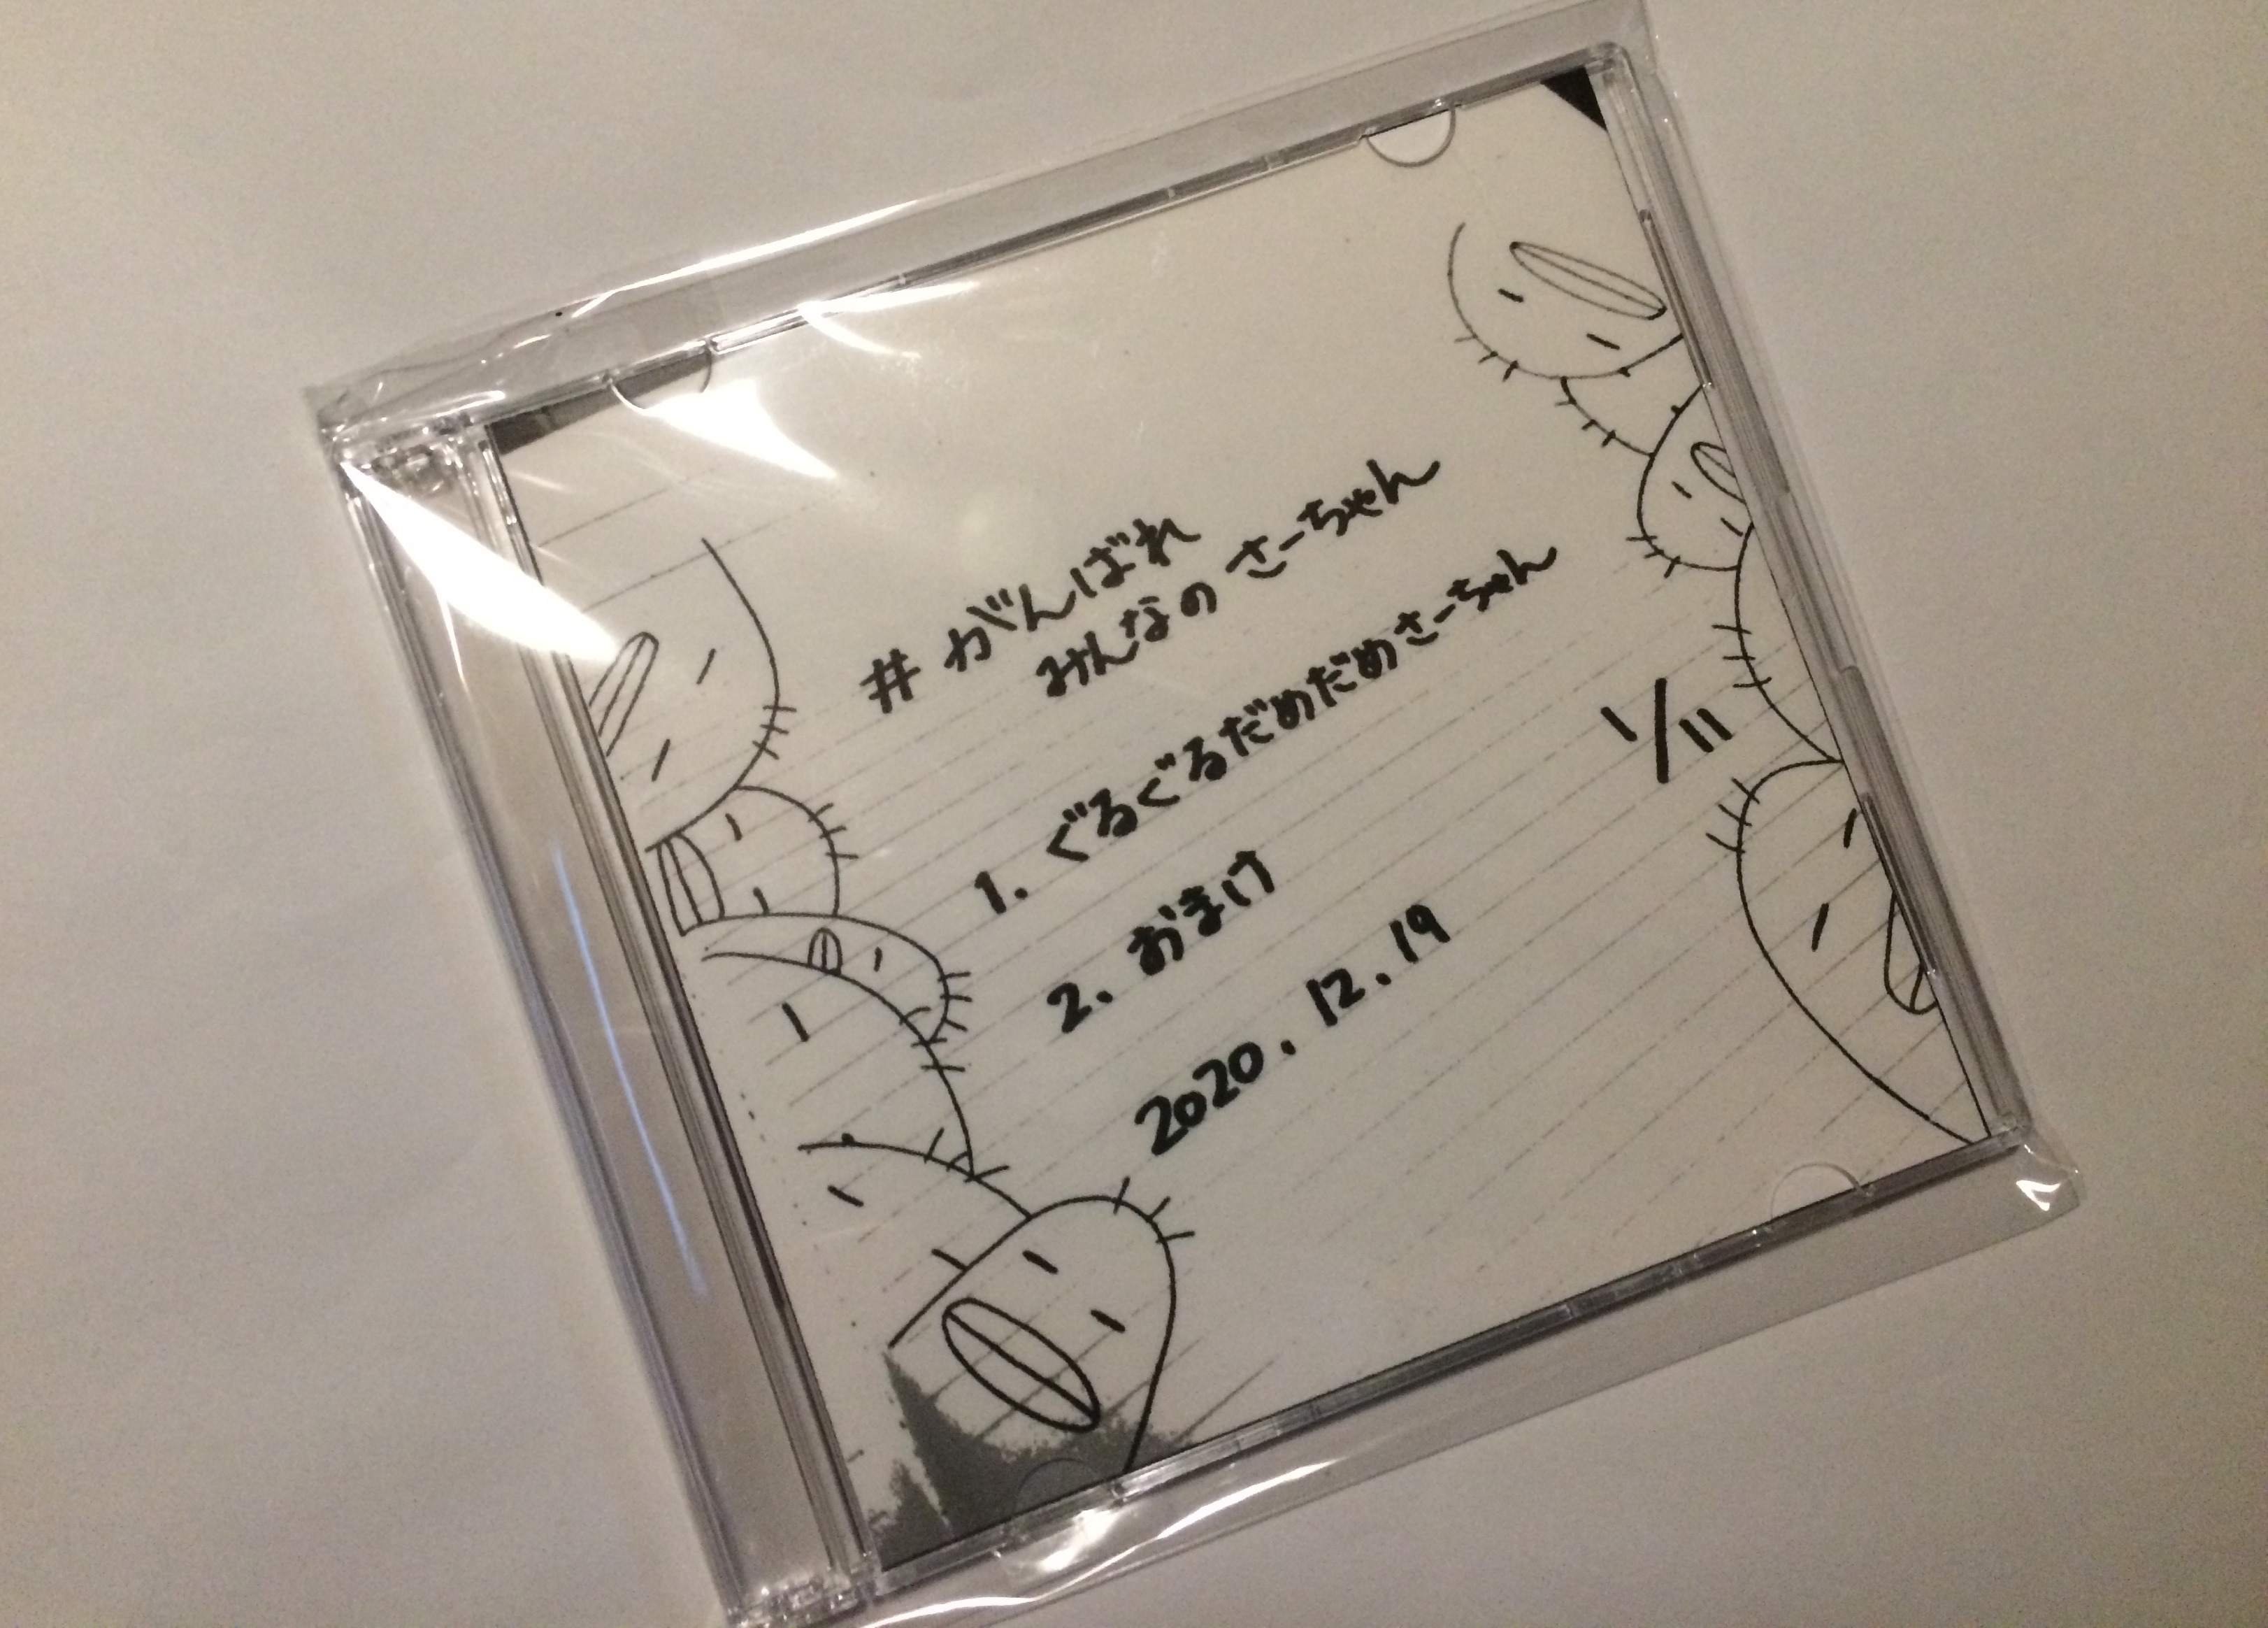 # がんばれ
みんなの さーちゃん
1. ぐるぐるだめだめさーちゃん
1/11
2. おまけ
2020.12.19